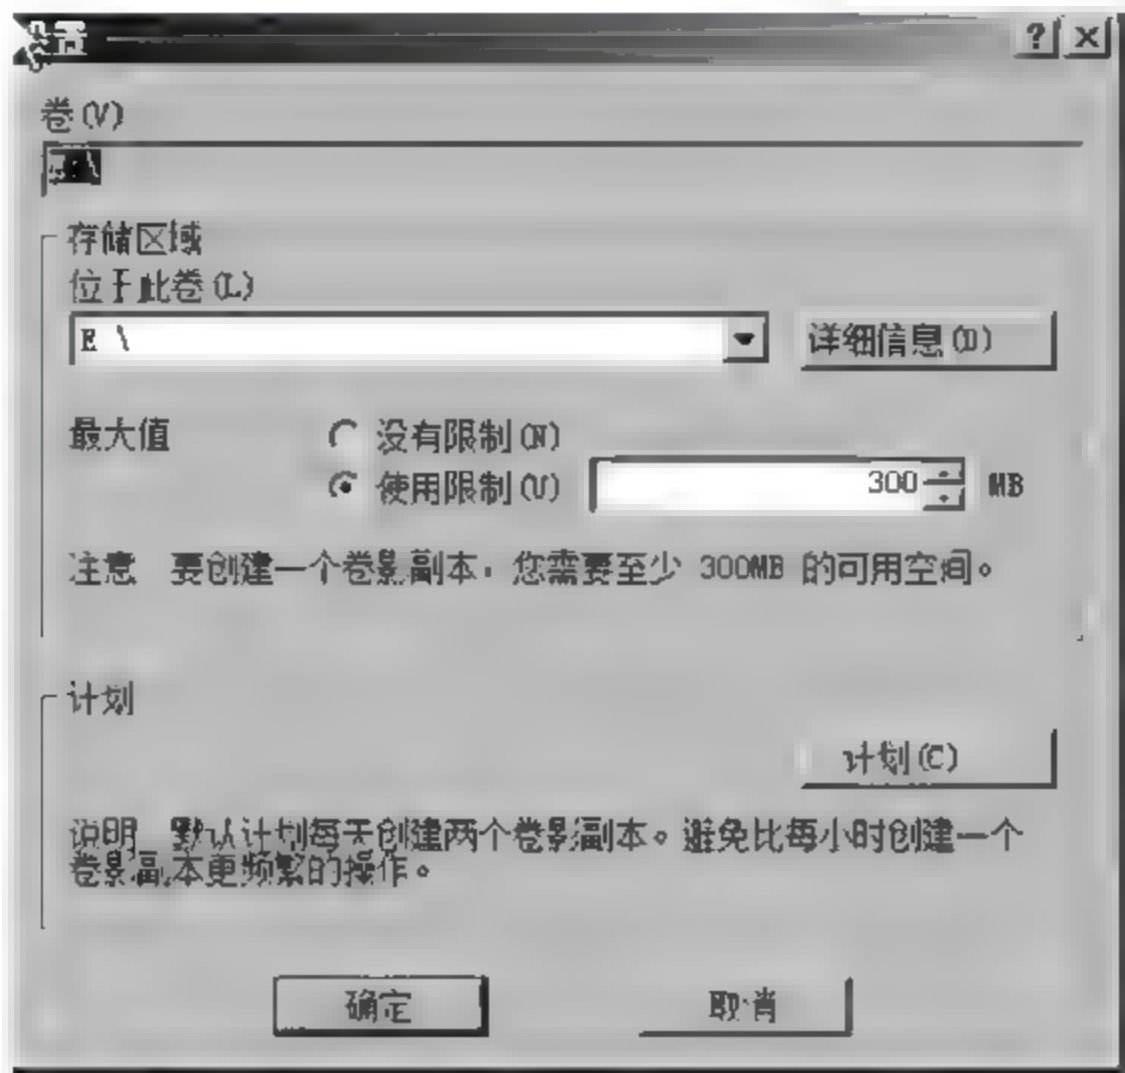 设置
卷(V)
存储区域
位于此卷(L)
E \
详细信息(D)
最大值
没有限制(N)
使用限制(U)
300
MB
注意 要创建一个卷影副本,您需要至少 300MB 的可用空间。
计划
计划(C)
说明 默认计划每天创建两个卷影副本。避免比每小时创建一个
卷影副本更频繁的操作。
确定
取消